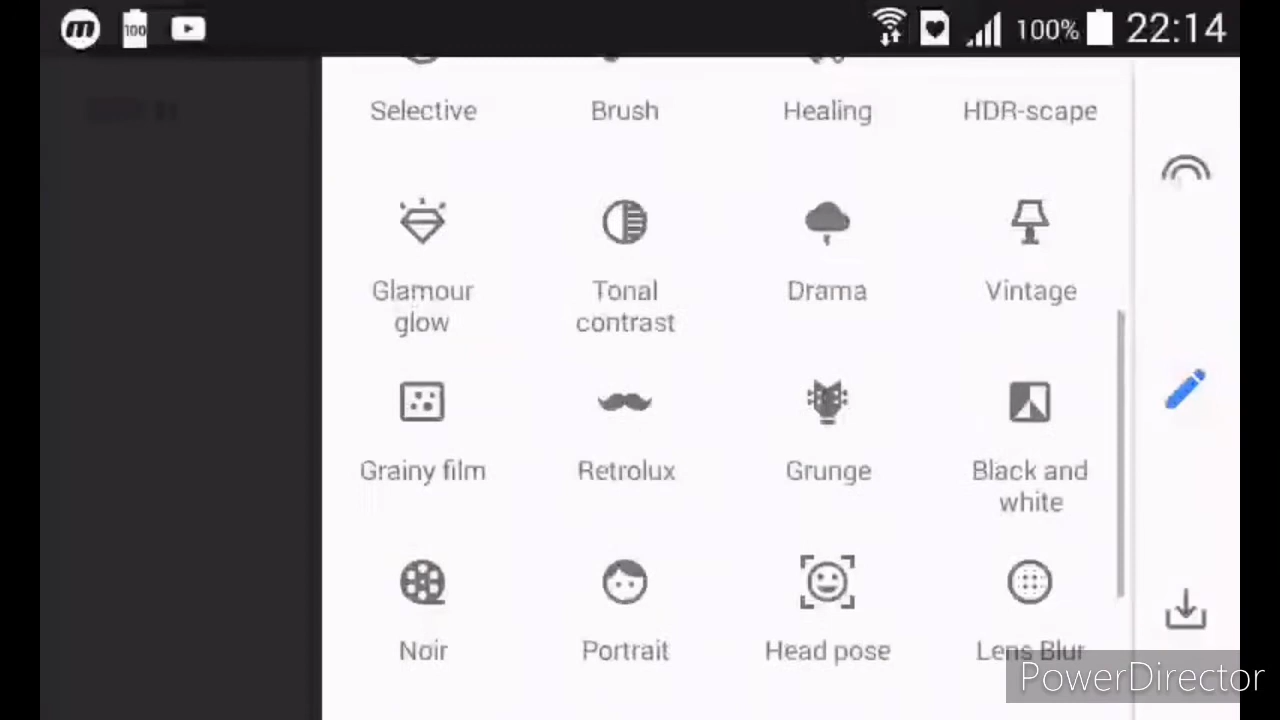 100
100%
22:14
Selective
Brush
Healing
HDR-scape
Glamour
glow
Tonal
contrast
Drama
Vintage
Grainy film
Retrolux
Grunge
Black and
white
Noir
Portrait
Head pose
Lens Blur
PowerDirector